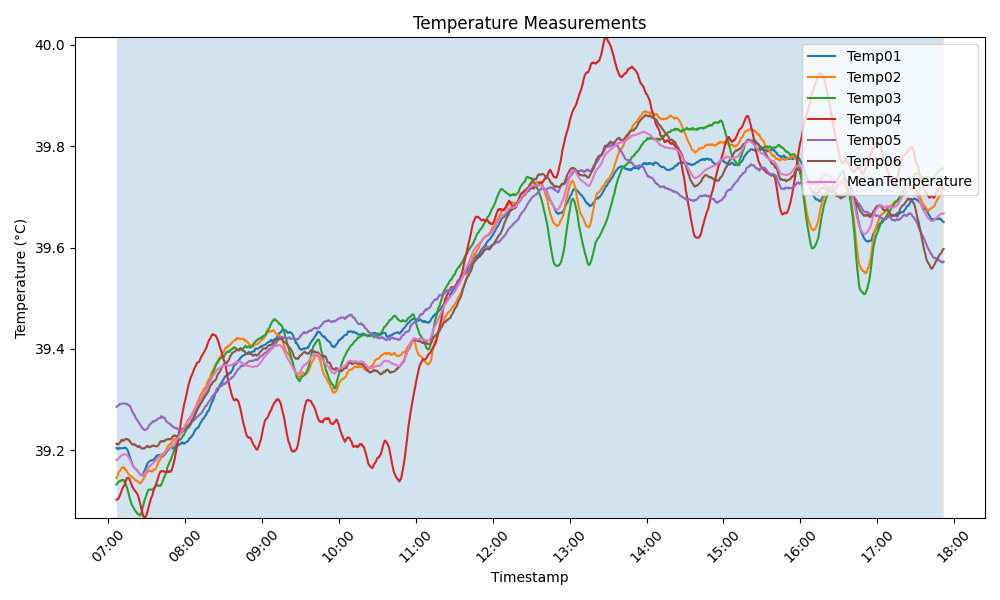 Temperature Measurements
Temp01
Temp02
Temp03
Temp04
Temp05
Temp06
MeanTemperature
Temperature (°C)
40.0
39.8
39.6
39.4
39.2
07:00
08:00
09:00
10:00
11:00
12:00
13:00
14:00
15:00
16:00
17:00
18:00
Timestamp